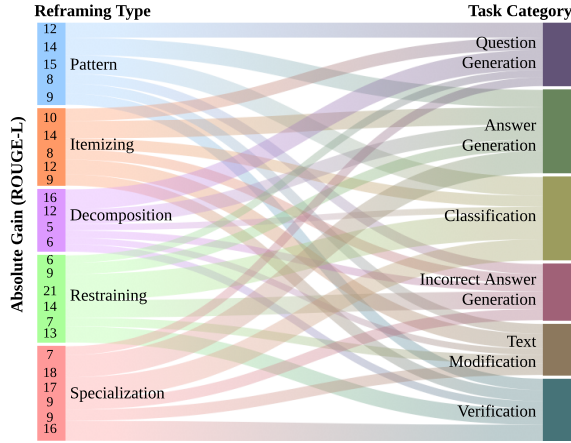 Reframing Type
Task Category
Absolute Gain (ROUGE-L)
12
14
15
8
9
Pattern
10
14
8
12
9
Itemizing
16
12
5
6
Decomposition
6
9
21
14
7
13
Restraining
7
18
17
9
9
16
Specialization
Question
Generation
Answer
Generation
Classification
Incorrect Answer
Generation
Text
Modification
Verification